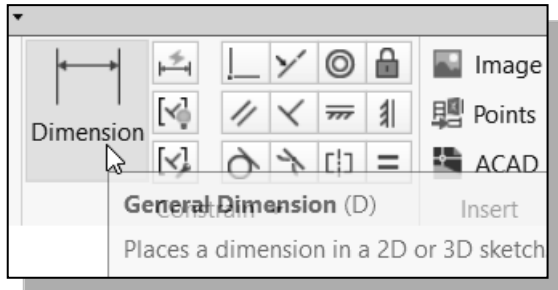 Dimension
Image
Points
ACAD
Constrain
Insert
General Dimension (D)
Places a dimension in a 2D or 3D sketch